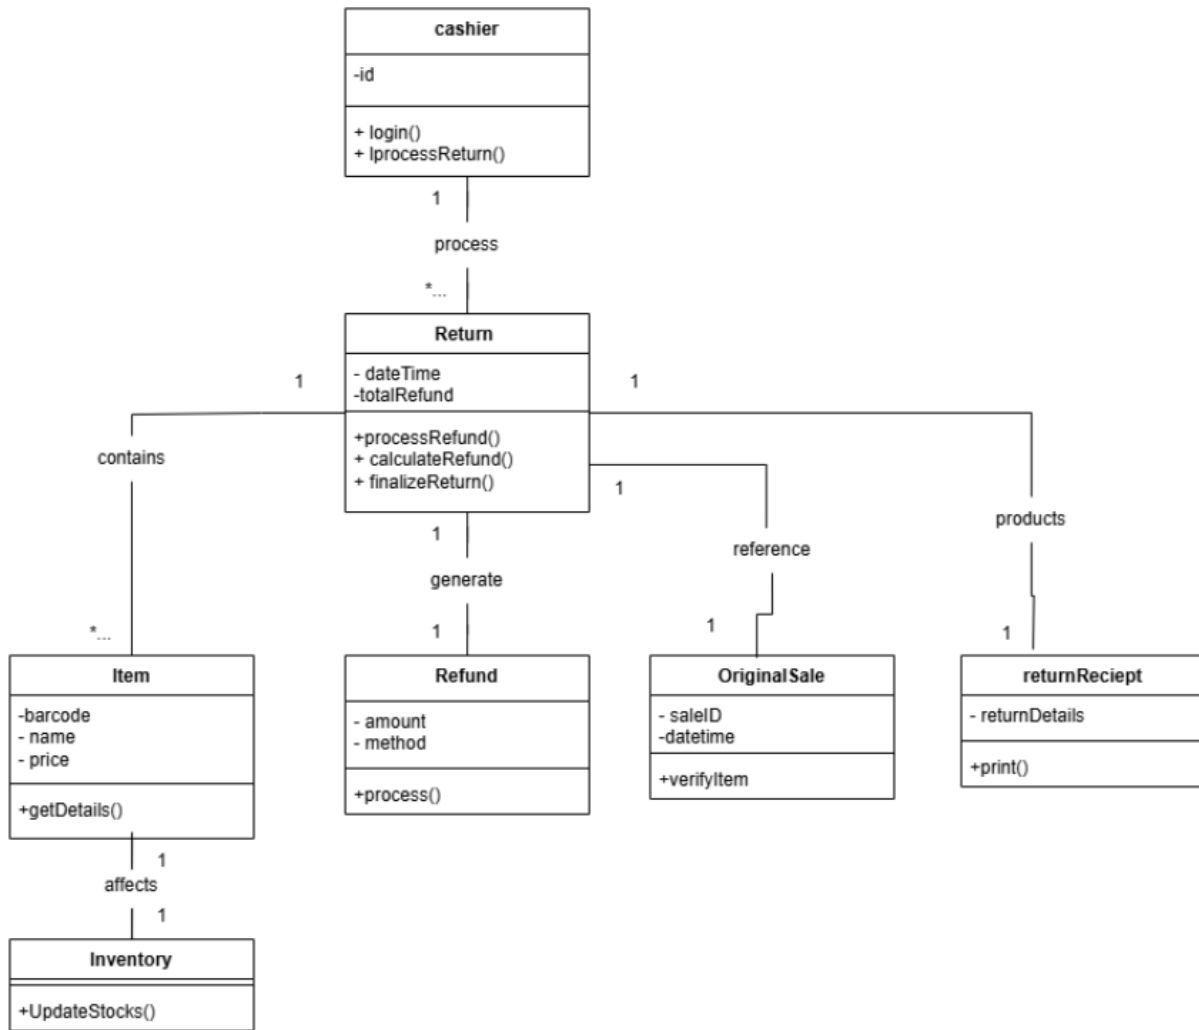 cashier
-id
+ login()
+ lprocessReturn()
1
process
*...
Return
- dateTime
-totalRefund
+processRefund()
+ calculateRefund()
+ finalizeReturn()
1
1
1
1
contains
generate
reference
products
*...
1
1
1
Item
-barcode
- name
- price
+getDetails()
Refund
- amount
- method
+process()
OriginalSale
- saleID
-datetime
+verifyItem
returnReciept
- returnDetails
+print()
1
affects
1
Inventory
+UpdateStocks()